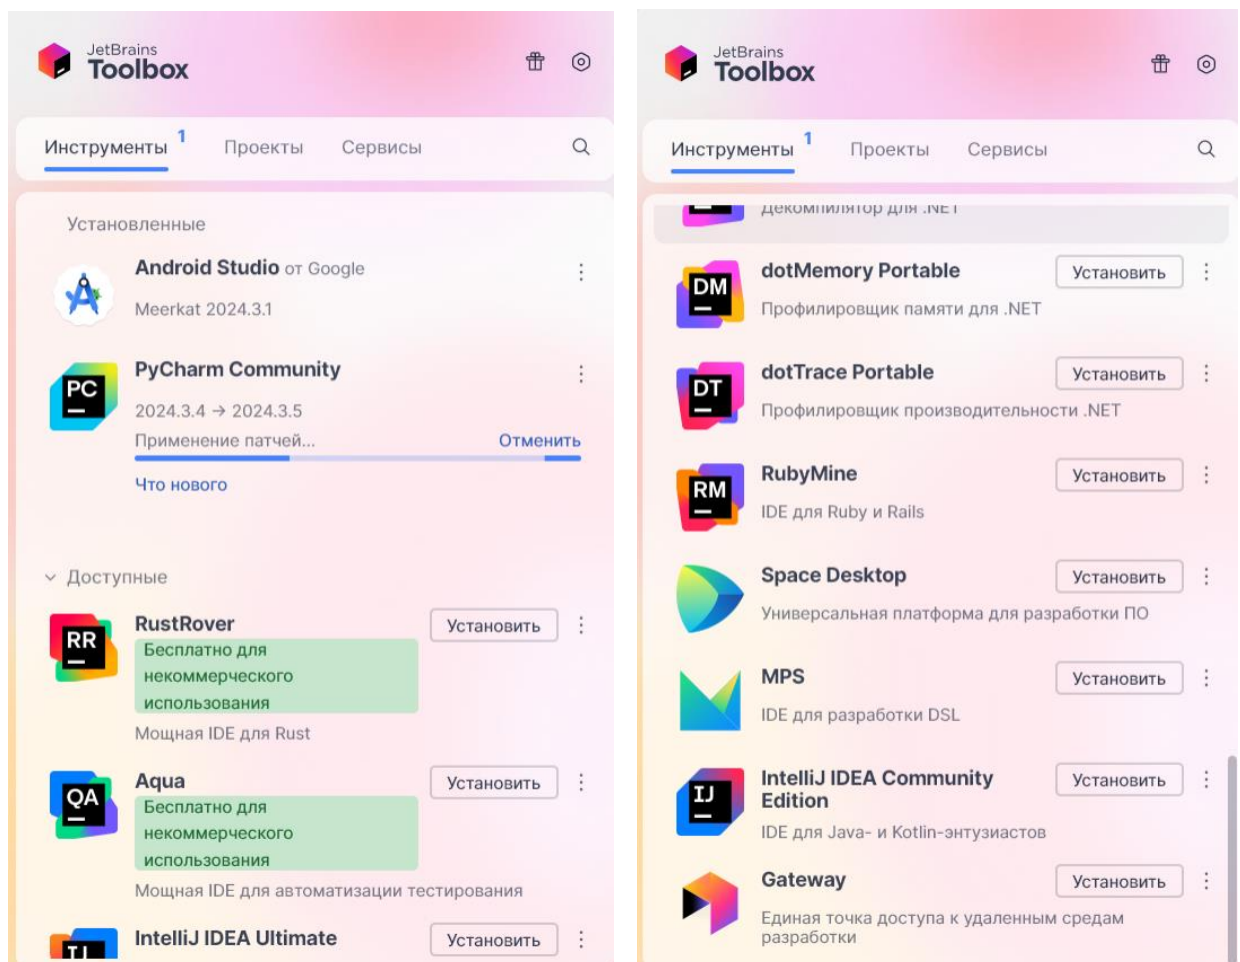 JetBrains
Toolbox
Инструменты 1 Проекты Сервисы
Установленные
Android Studio от Google
Meerkat 2024.3.1
PC
PyCharm Community
2024.3.4 → 2024.3.5
Применение патчей... Отменить
Что нового
Доступные
RR
RustRover Установить
Бесплатно для
некоммерческого
использования
Мощная IDE для Rust
QA
Aqua Установить
Бесплатно для
некоммерческого
использования
Мощная IDE для автоматизации тестирования
IJ
IntelliJ IDEA Ultimate Установить
JetBrains
Toolbox
Инструменты 1 Проекты Сервисы
Декомпилятор для .NET
DM
dotMemory Portable Установить
Профилировщик памяти для .NET
DT
dotTrace Portable Установить
Профилировщик производительности .NET
RM
RubyMine Установить
IDE для Ruby и Rails
Space Desktop Установить
Универсальная платформа для разработки ПО
MPS Установить
IDE для разработки DSL
IJ
IntelliJ IDEA Community Установить
Edition
IDE для Java- и Kotlin-энтузиастов
Gateway Установить
Единая точка доступа к удаленным средам
разработки